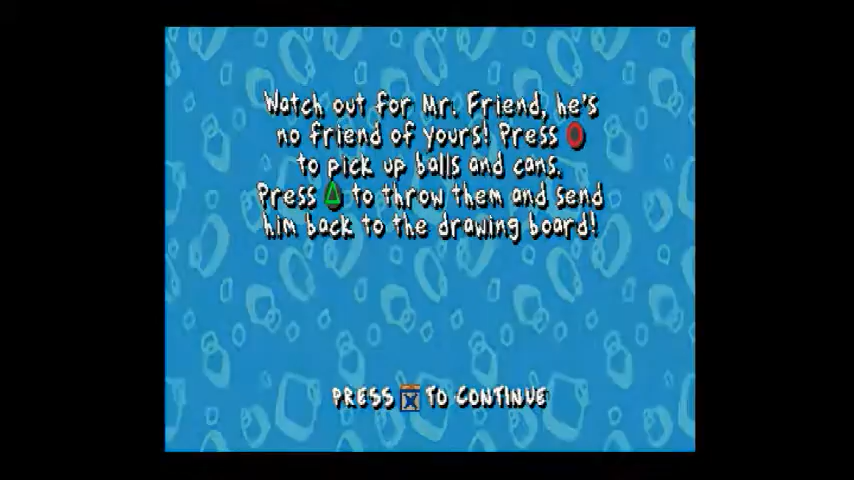 Watch out for Mr. Friend, he's
no friend of yours! Press O
to pick up balls and cans.
Press △ to throw them and send
him back to the drawing board!
PRESS X TO CONTINUE